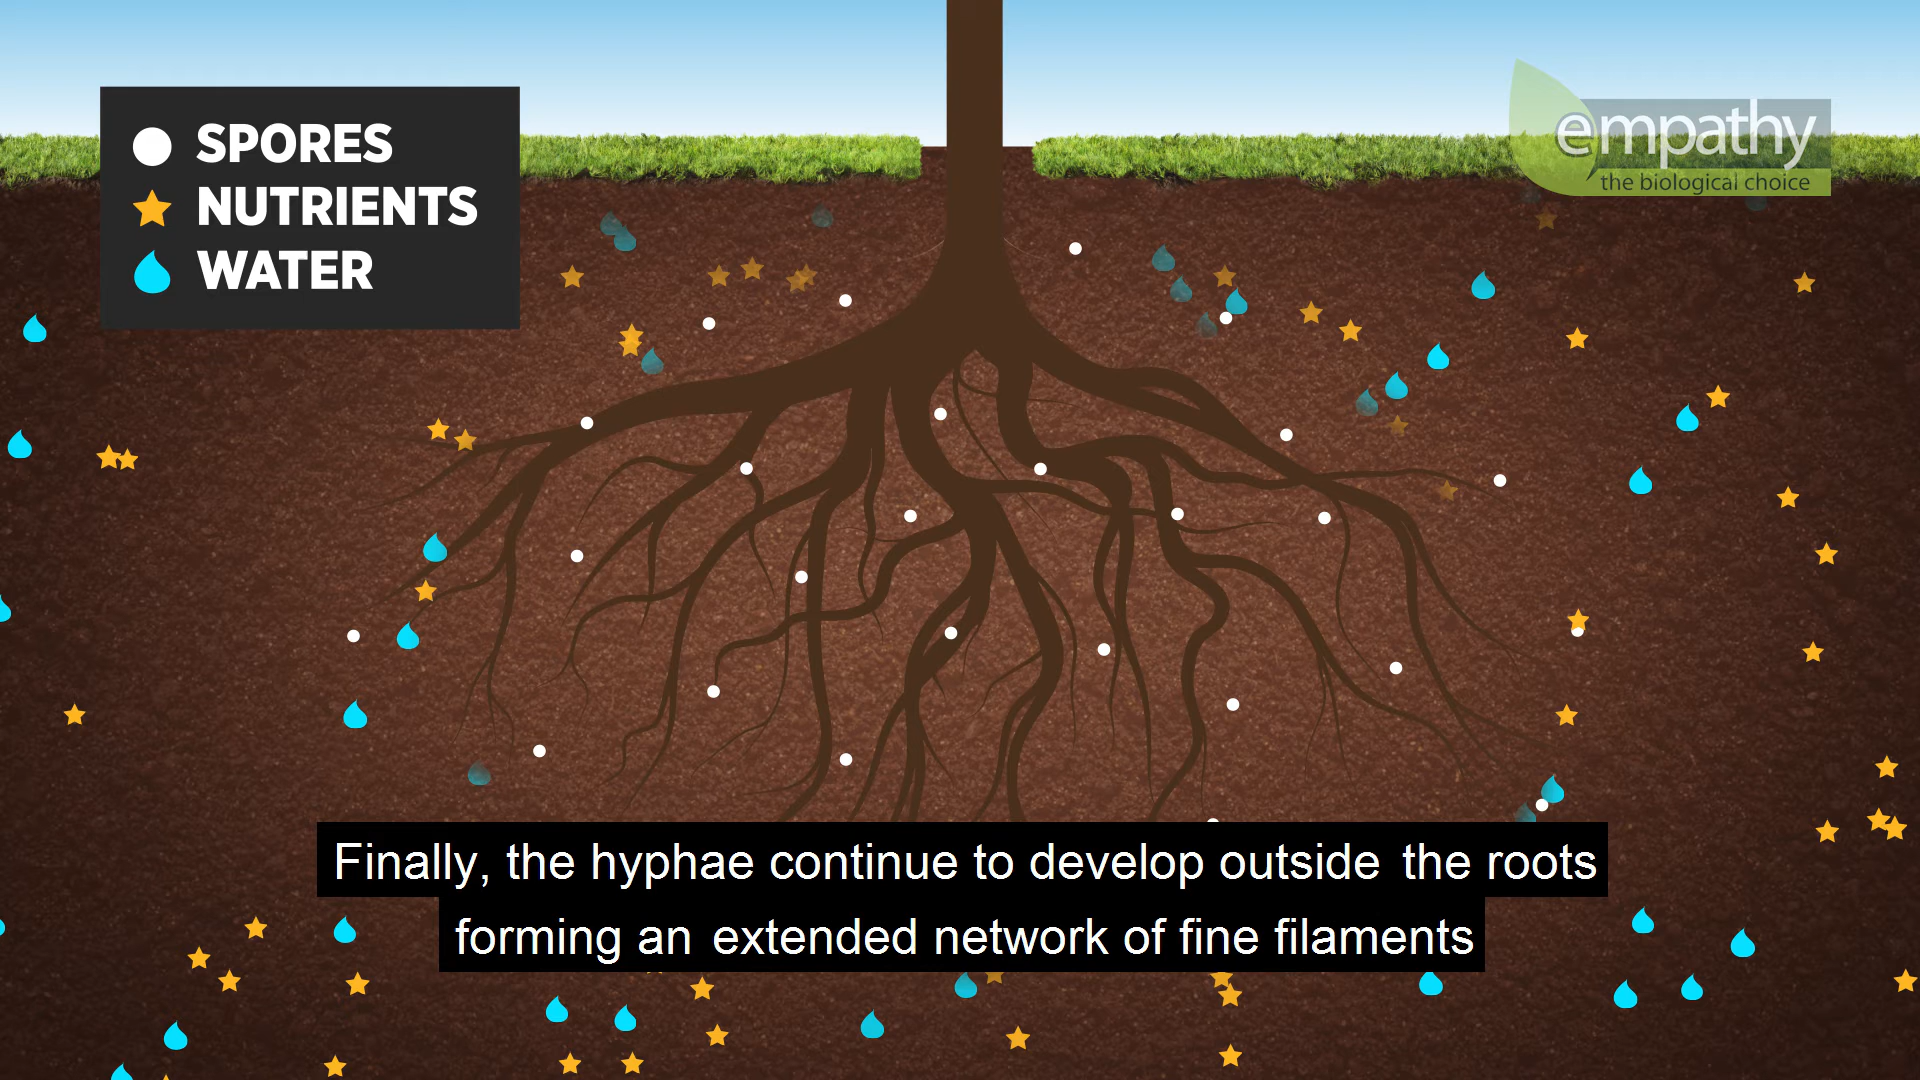 SPORES
NUTRIENTS
WATER
empathy
the biological choice
Finally, the hyphae continue to develop outside the roots
forming an extended network of fine filaments